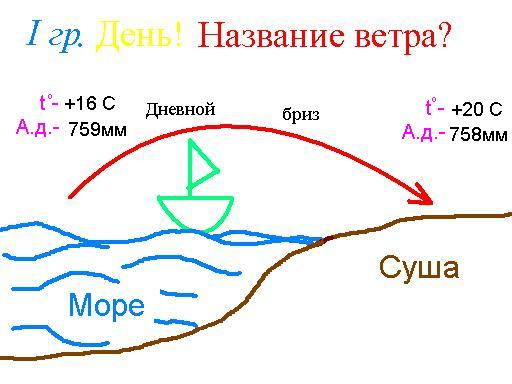 I гр. День! Название ветра?
t°- +16 С
А.д.- 759мм
Дневной бриз
t°- +20 С
А.д.- 758мм
Суша
Море